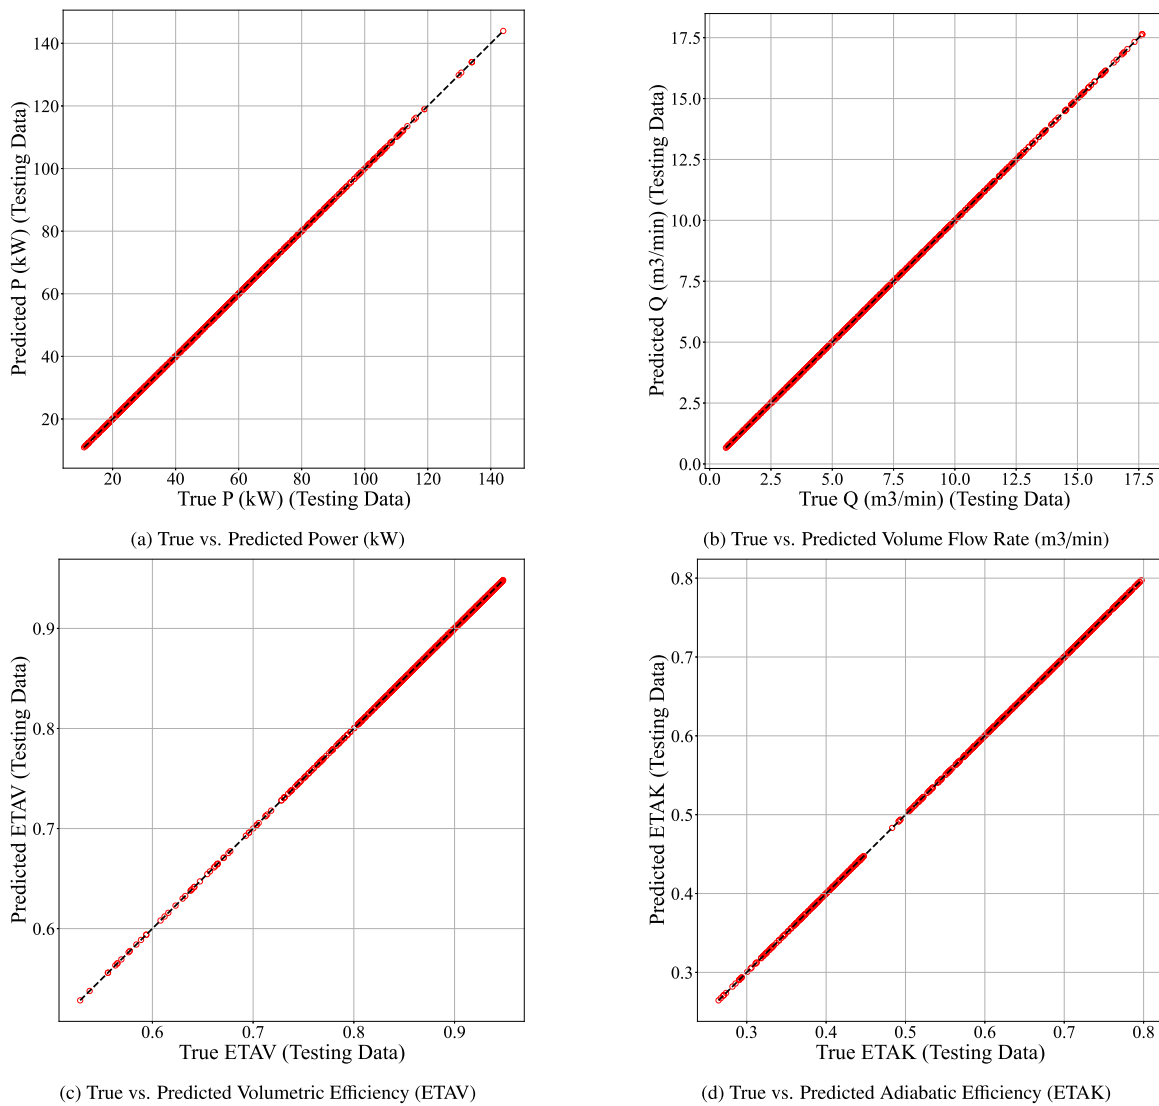 140
120
100
80
60
40
20
Predicted P (kW) (Testing Data)
20 40 60 80 100 120 140
True P (kW) (Testing Data)
(a) True vs. Predicted Power (kW)
17.5
15.0
12.5
10.0
7.5
5.0
2.5
0.0
Predicted Q (m3/min) (Testing Data)
0.0 2.5 5.0 7.5 10.0 12.5 15.0 17.5
True Q (m3/min) (Testing Data)
(b) True vs. Predicted Volume Flow Rate (m3/min)
0.9
0.8
0.7
0.6
Predicted ETAV (Testing Data)
0.6 0.7 0.8 0.9
True ETAV (Testing Data)
(c) True vs. Predicted Volumetric Efficiency (ETAV)
0.8
0.7
0.6
0.5
0.4
0.3
Predicted ETAK (Testing Data)
0.3 0.4 0.5 0.6 0.7 0.8
True ETAK (Testing Data)
(d) True vs. Predicted Adiabatic Efficiency (ETAK)